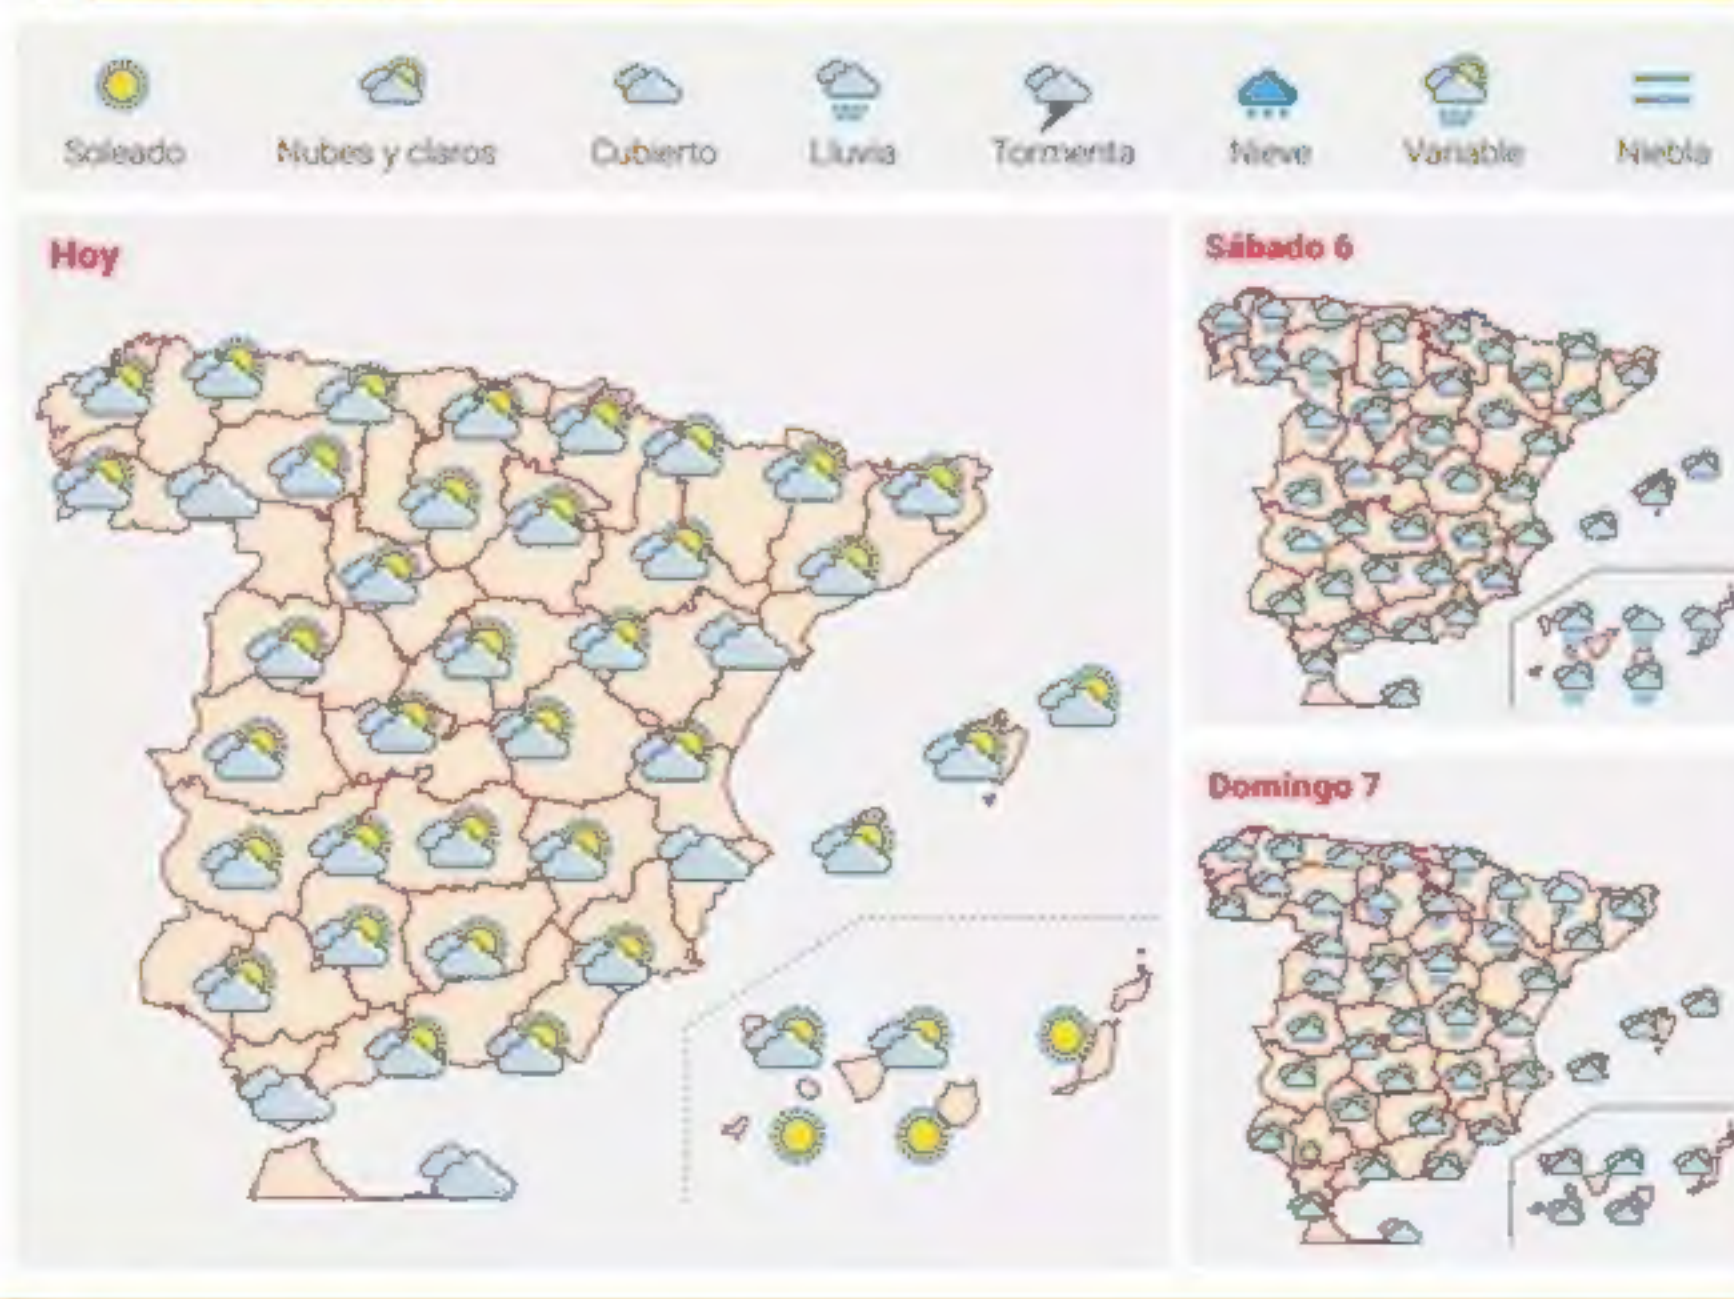 Soleado
Nubes y claros
Cubierto
Lluvia
Tormenta
Nieve
Variable
Niebla
Hoy
Sábado 6
Domingo 7